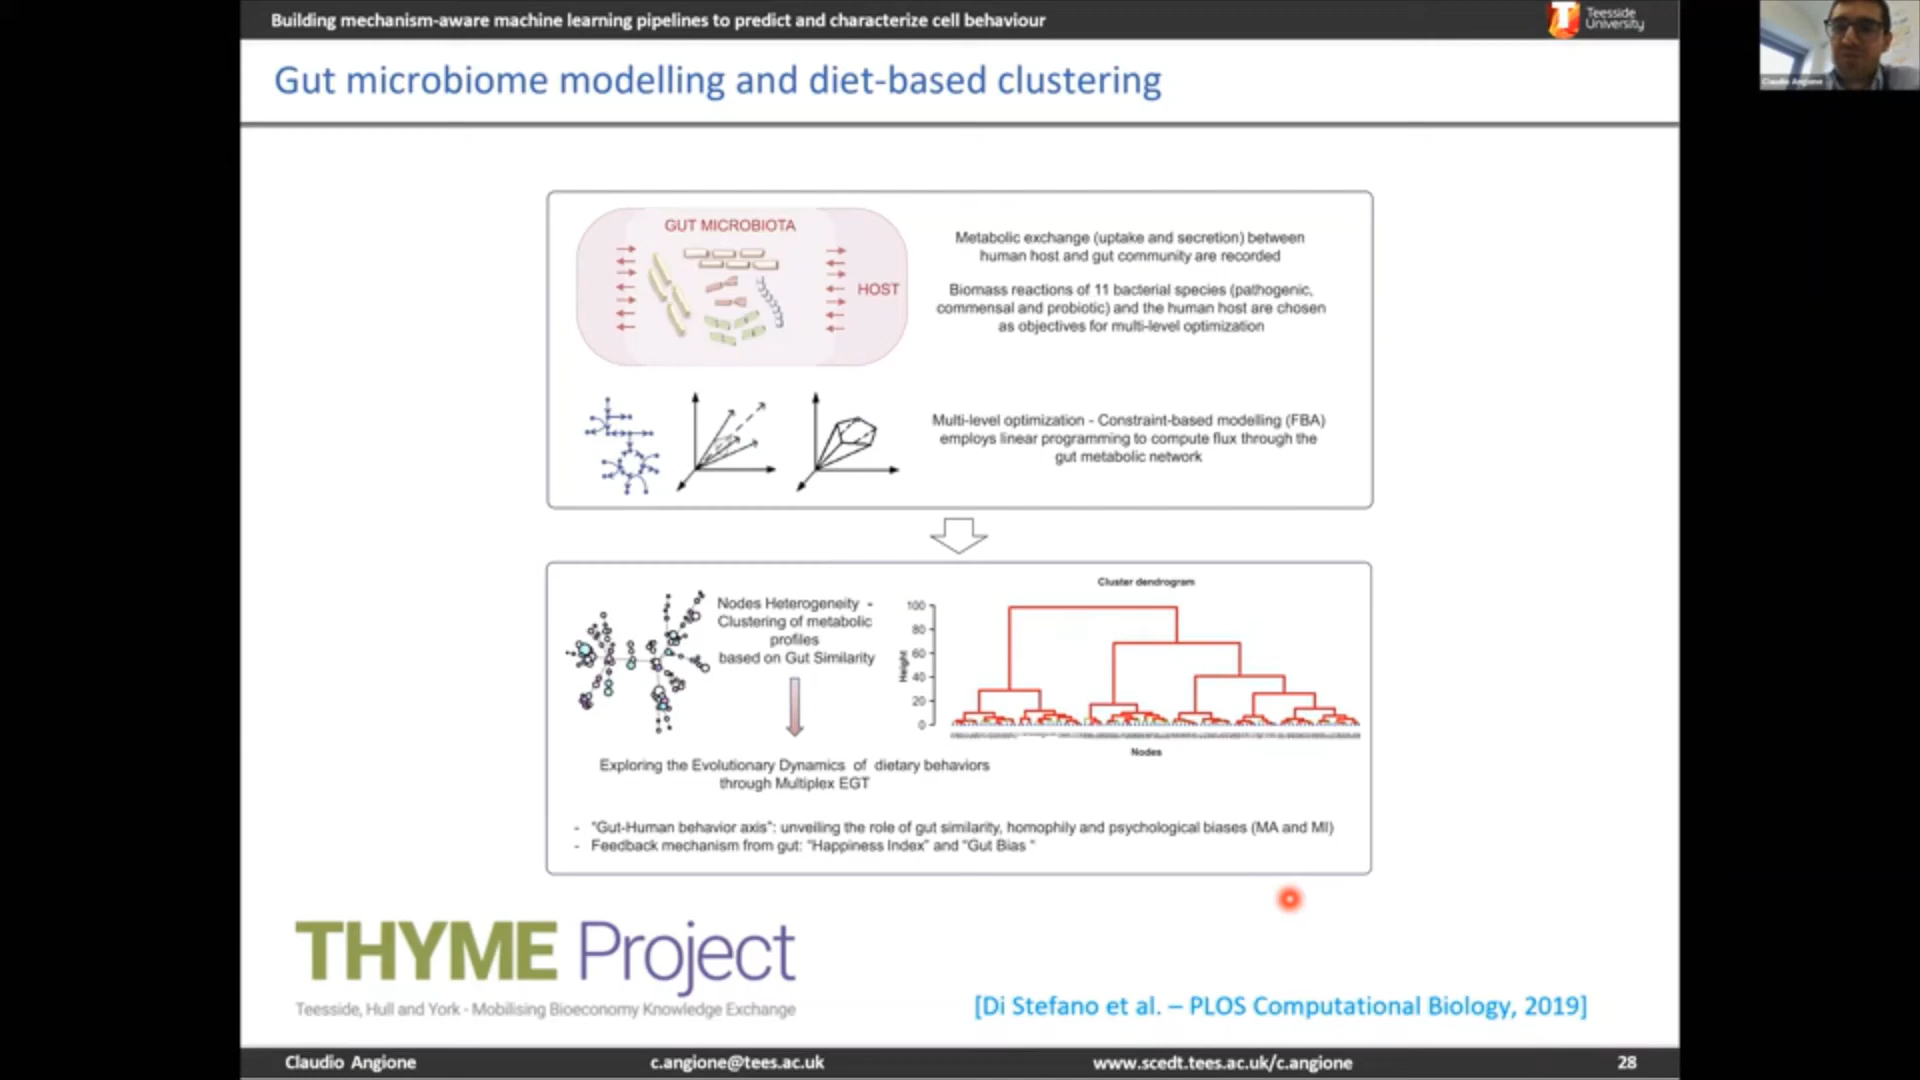 Building mechanism-aware machine learning pipelines to predict and characterize cell behaviour
Teesside
University
Claudio Angione
Gut microbiome modelling and diet-based clustering
GUT MICROBIOTA
HOST
Metabolic exchange (uptake and secretion) between
human host and gut community are recorded
Biomass reactions of 11 bacterial species (pathogenic,
commensal and probiotic) and the human host are chosen
as objectives for multi-level optimization
Multi-level optimization - Constraint-based modelling (FBA)
employs linear programming to compute flux through the
gut metabolic network
Nodes Heterogeneity -
Clustering of metabolic
profiles
based on Gut Similarity
Cluster dendrogram
Height
100
80
60
40
20
0
Nodes
Exploring the Evolutionary Dynamics of dietary behaviors
through Multiplex EGT
- "Gut-Human behavior axis": unveiling the role of gut similarity, homophily and psychological biases (MA and MI)
- Feedback mechanism from gut: "Happiness Index" and "Gut Bias "
THYME Project
Teesside, Hull and York - Mobilising Bioeconomy Knowledge Exchange
[Di Stefano et al. – PLOS Computational Biology, 2019]
Claudio Angione
c.angione@tees.ac.uk
www.scedt.tees.ac.uk/c.angione
28